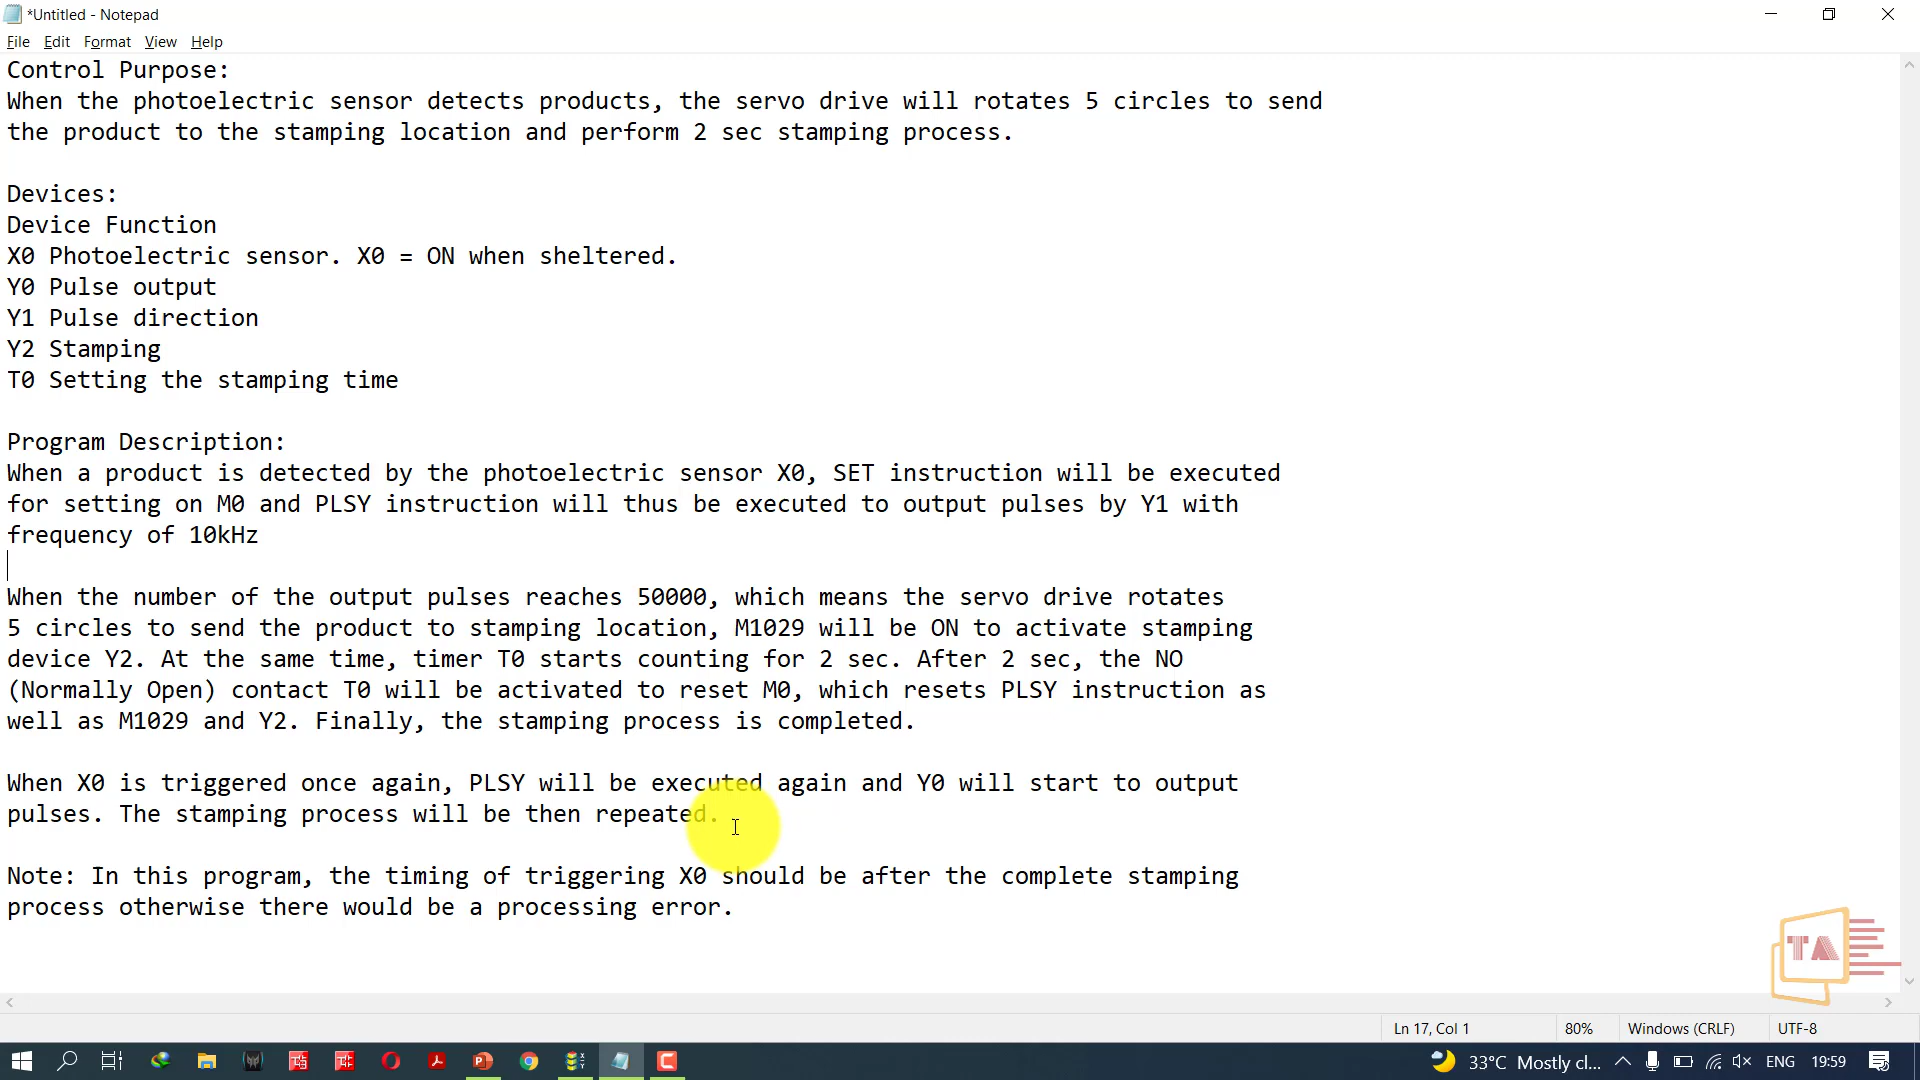 *Untitled - Notepad
File Edit Format View Help
Control Purpose:
When the photoelectric sensor detects products, the servo drive will rotates 5 circles to send
the product to the stamping location and perform 2 sec stamping process.
Devices:
Device Function
X0 Photoelectric sensor. X0 = ON when sheltered.
Y0 Pulse output
Y1 Pulse direction
Y2 Stamping
T0 Setting the stamping time
Program Description:
When a product is detected by the photoelectric sensor X0, SET instruction will be executed
for setting on M0 and PLSY instruction will thus be executed to output pulses by Y1 with
frequency of 10kHz
When the number of the output pulses reaches 50000, which means the servo drive rotates
5 circles to send the product to stamping location, M1029 will be ON to activate stamping
device Y2. At the same time, timer T0 starts counting for 2 sec. After 2 sec, the NO
(Normally Open) contact T0 will be activated to reset M0, which resets PLSY instruction as
well as M1029 and Y2. Finally, the stamping process is completed.
When X0 is triggered once again, PLSY will be executed again and Y0 will start to output
pulses. The stamping process will be then repeated.
Note: In this program, the timing of triggering X0 should be after the complete stamping
process otherwise there would be a processing error.
TA
Ln 17, Col 1 80% Windows (CRLF) UTF-8
33°C Mostly cl... ENG 19:59